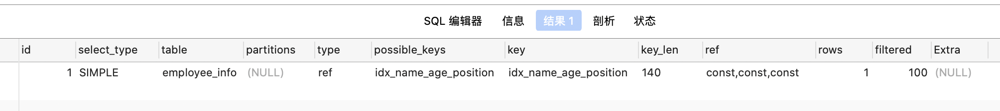 SQL 编辑器 信息 结果 1 剖析 状态
id select_type table partitions type possible_keys key key_len ref rows filtered Extra
1 SIMPLE employee_info (NULL) ref idx_name_age_position idx_name_age_position 140 const,const,const 1 100 (NULL)